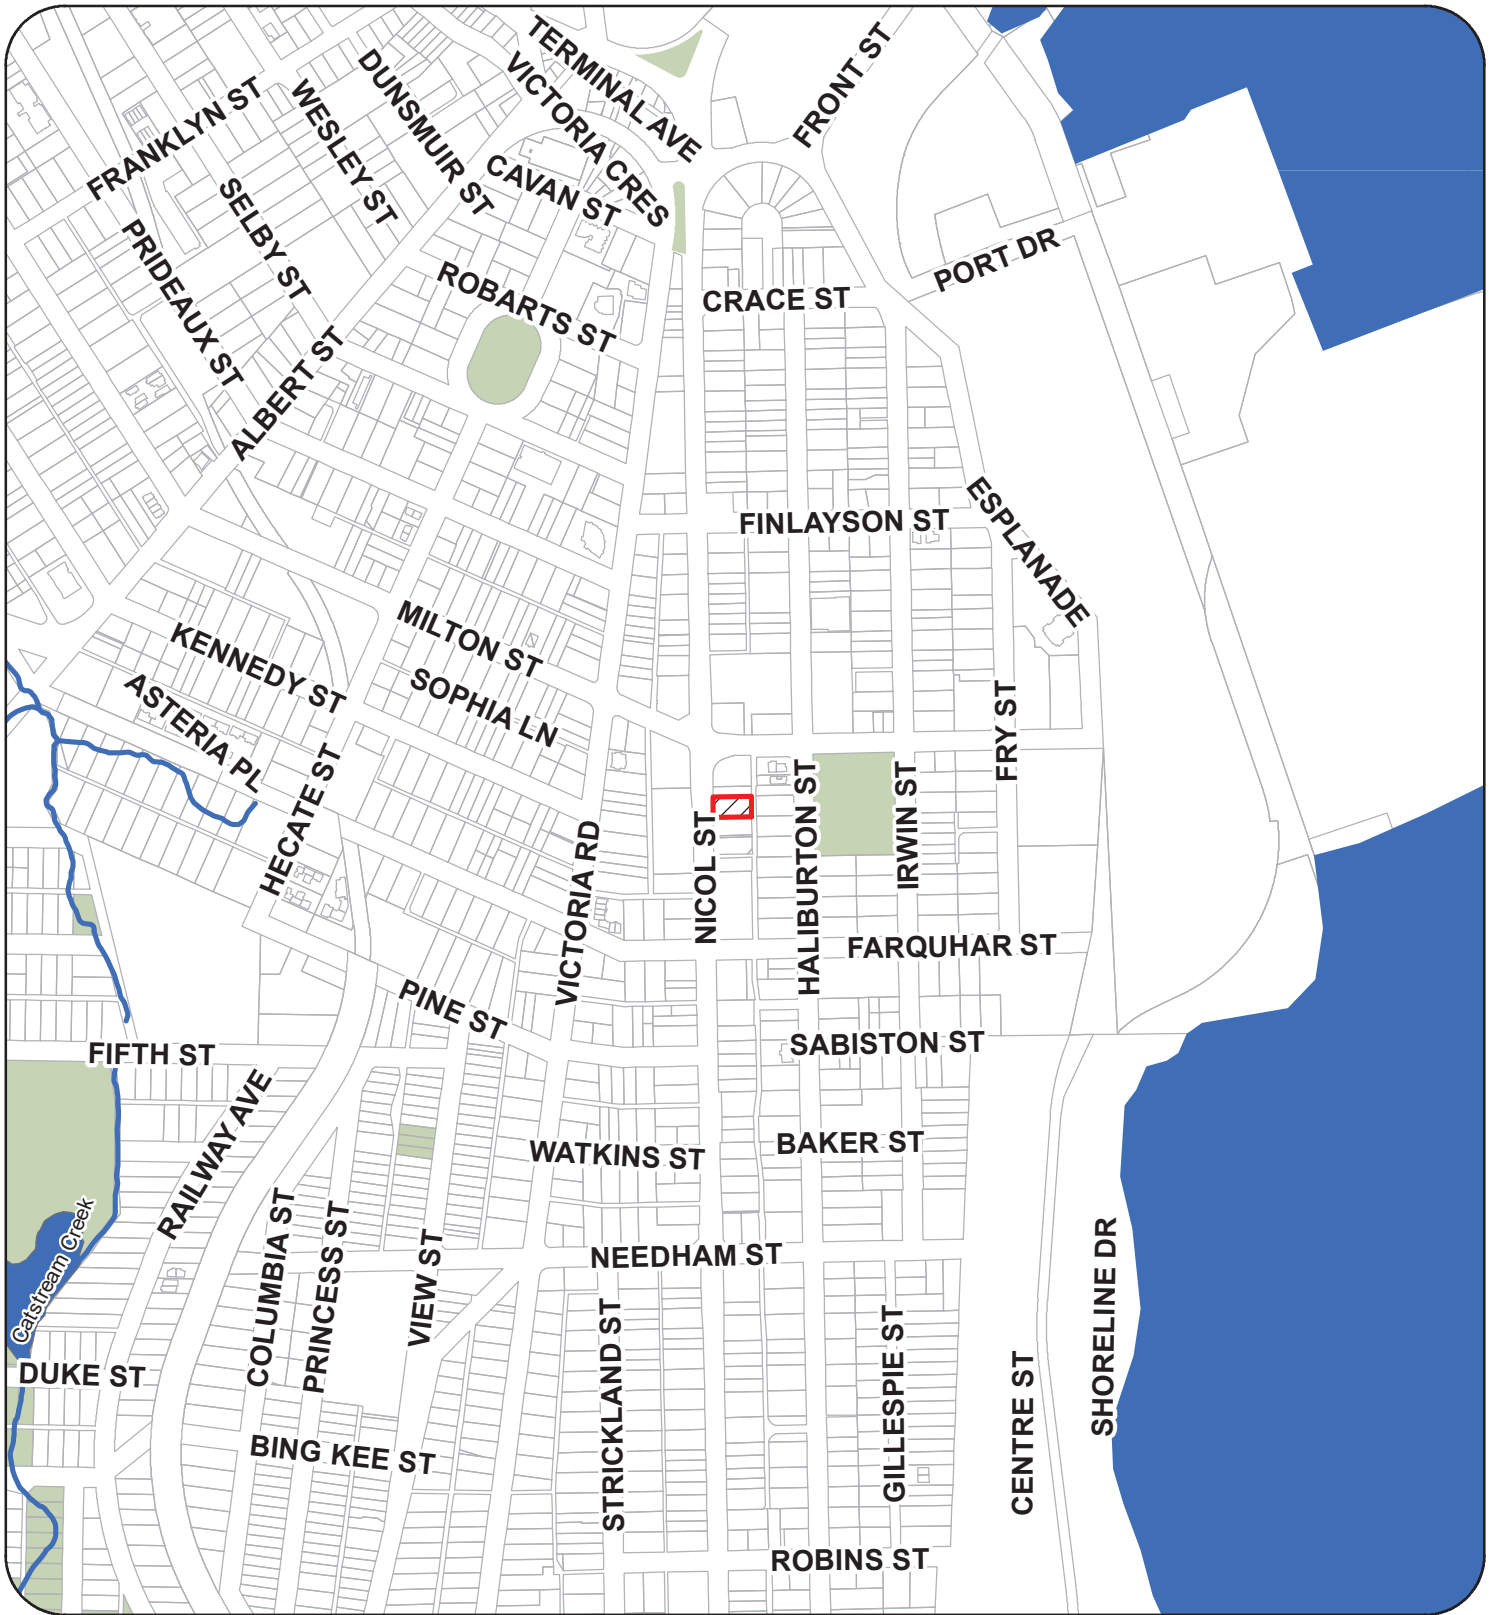 TERMINAL AVE
FRONT ST
VICTORIA CRES
DUNSMUIR ST
WESLEY ST
FRANKLYN ST
CAVAN ST
SELBY ST
PRIDEAUX ST
PORT DR
ROBARTS ST
CRACE ST
ALBERT ST
FINLAYSON ST
ESPLANADE
MILTON ST
KENNEDY ST
SOPHIA LN
ASTERIA PL
FRY ST
HECATE ST
HALIBURTON ST
IRWIN ST
NICOL ST
VICTORIA RD
FARQUHAR ST
PINE ST
SABISTON ST
FIFTH ST
RAILWAY AVE
BAKER ST
WATKINS ST
COLUMBIA ST
PRINCESS ST
VIEW ST
NEEDHAM ST
Catstream Creek
SHORELINE DR
STRICKLAND ST
GILLESPIE ST
CENTRE ST
DUKE ST
BING KEE ST
ROBINS ST